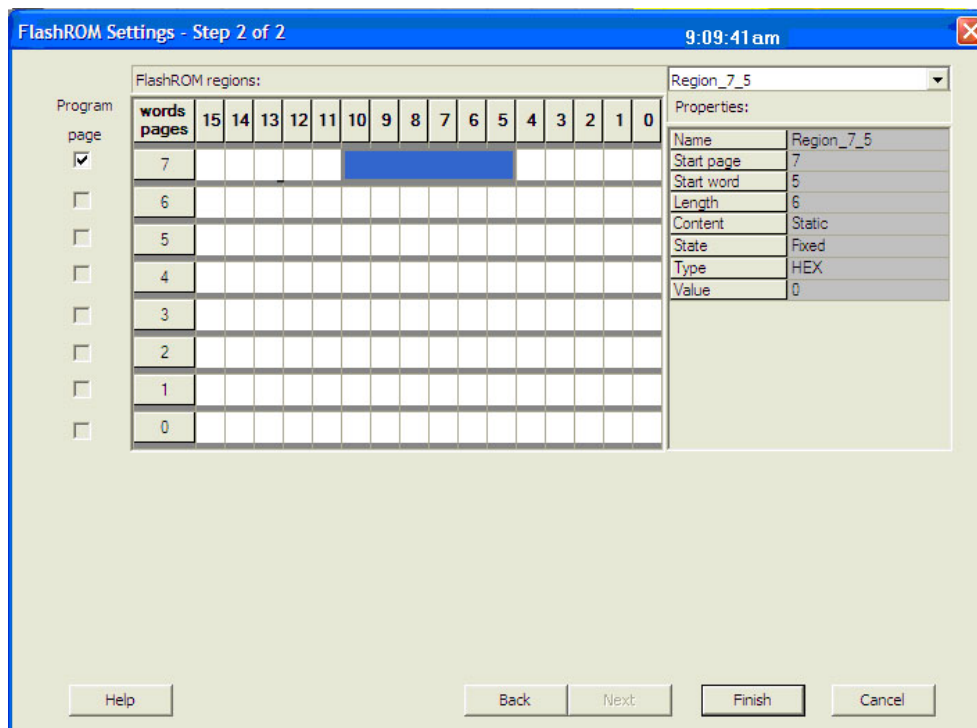 FlashROM Settings - Step 2 of 2
9:09:41am
FlashROM regions:
Region_7_5
Program page
words pages 15 14 13 12 11 10 9 8 7 6 5 4 3 2 1 0
7
6
5
4
3
2
1
0
Properties:
Name Region_7_5
Start page 7
Start word 5
Length 6
Content Static
State Fixed
Type HEX
Value 0
Help Back Next Finish Cancel